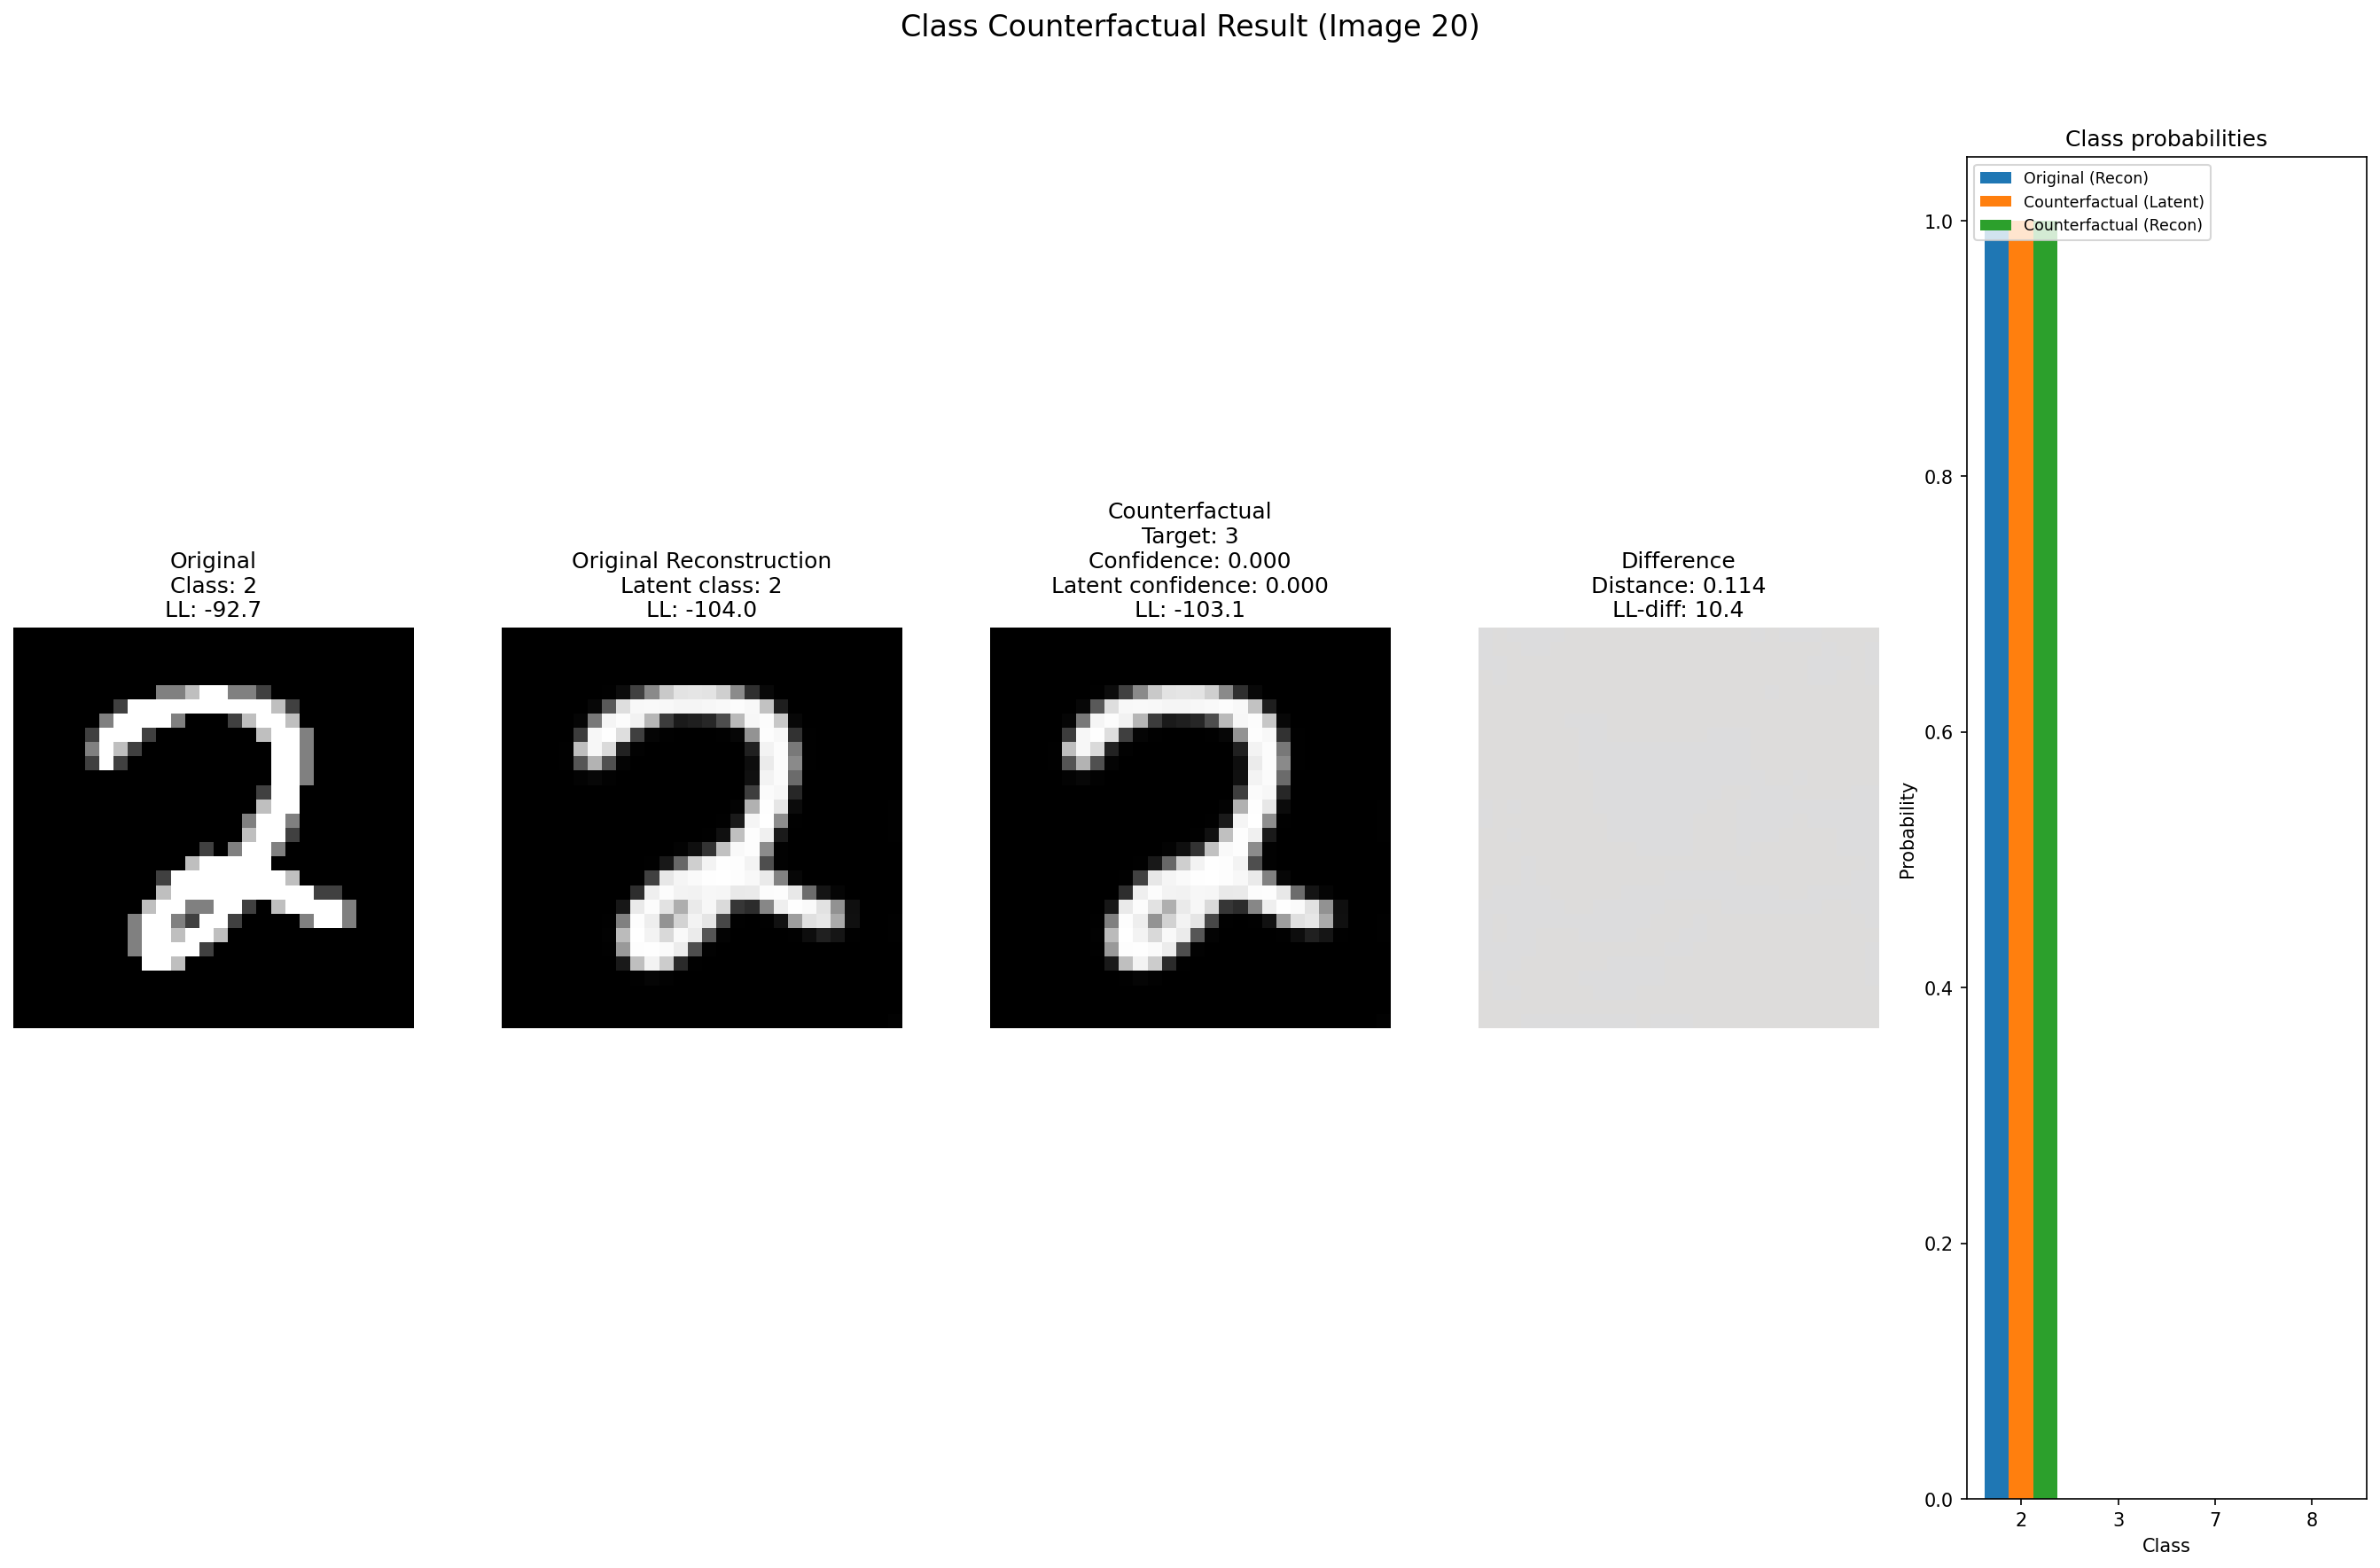 Class Counterfactual Result (Image 20)
Original
Class: 2
LL: -92.7
Original Reconstruction
Latent class: 2
LL: -104.0
Counterfactual
Target: 3
Confidence: 0.000
Latent confidence: 0.000
LL: -103.1
Difference
Distance: 0.114
LL-diff: 10.4
Class probabilities
Original (Recon)
Counterfactual (Latent)
Counterfactual (Recon)
1.0
0.8
0.6
0.4
0.2
0.0
Probability
2 3 7 8
Class
2
2
2